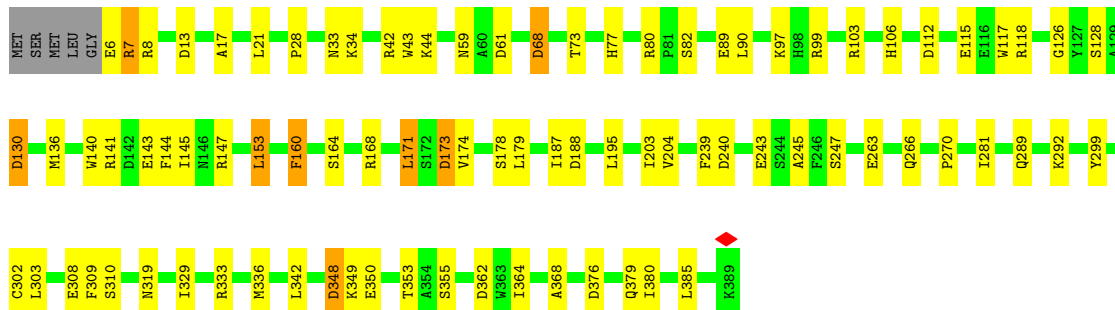 MET SER MET LEU GLY E6 R7 R8 D13 A17 L21 P28 N33 K34 R42 W43 K44 N59 A60 D61 D68 T73 H77 R80 P81 S82 E89 L90 K97 H98 R99 R103 H106 D112 E115 E116 W117 R118 G126 Y127 S128 A129
D130 M136 W140 R141 D142 E143 F144 I145 N146 R147 L153 F160 S164 R168 L171 S172 D173 V174 S178 L179 I187 D188 L195 I203 V204 F239 D240 E243 S244 A245 F246 S247 E263 Q266 P270 I281 Q289 K292 Y299
C302 L303 E308 F309 S310 N319 I329 R333 M336 L342 D348 K349 E350 T353 A354 S355 D362 W363 I364 A368 D376 Q379 I380 L385 K389